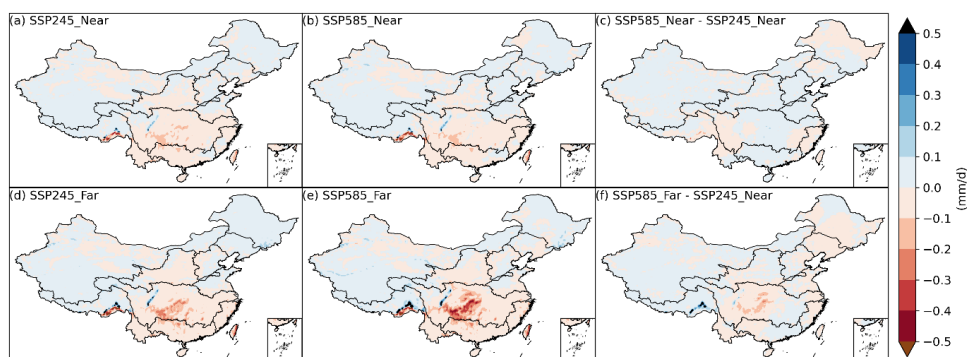 (a) SSP245_Near
(b) SSP585_Near
(c) SSP585_Near - SSP245_Near
(d) SSP245_Far
(e) SSP585_Far
(f) SSP585_Far - SSP245_Near
0.5
0.4
0.3
0.2
0.1
0.0
−0.1
−0.2
−0.3
−0.4
−0.5
(mm/d)